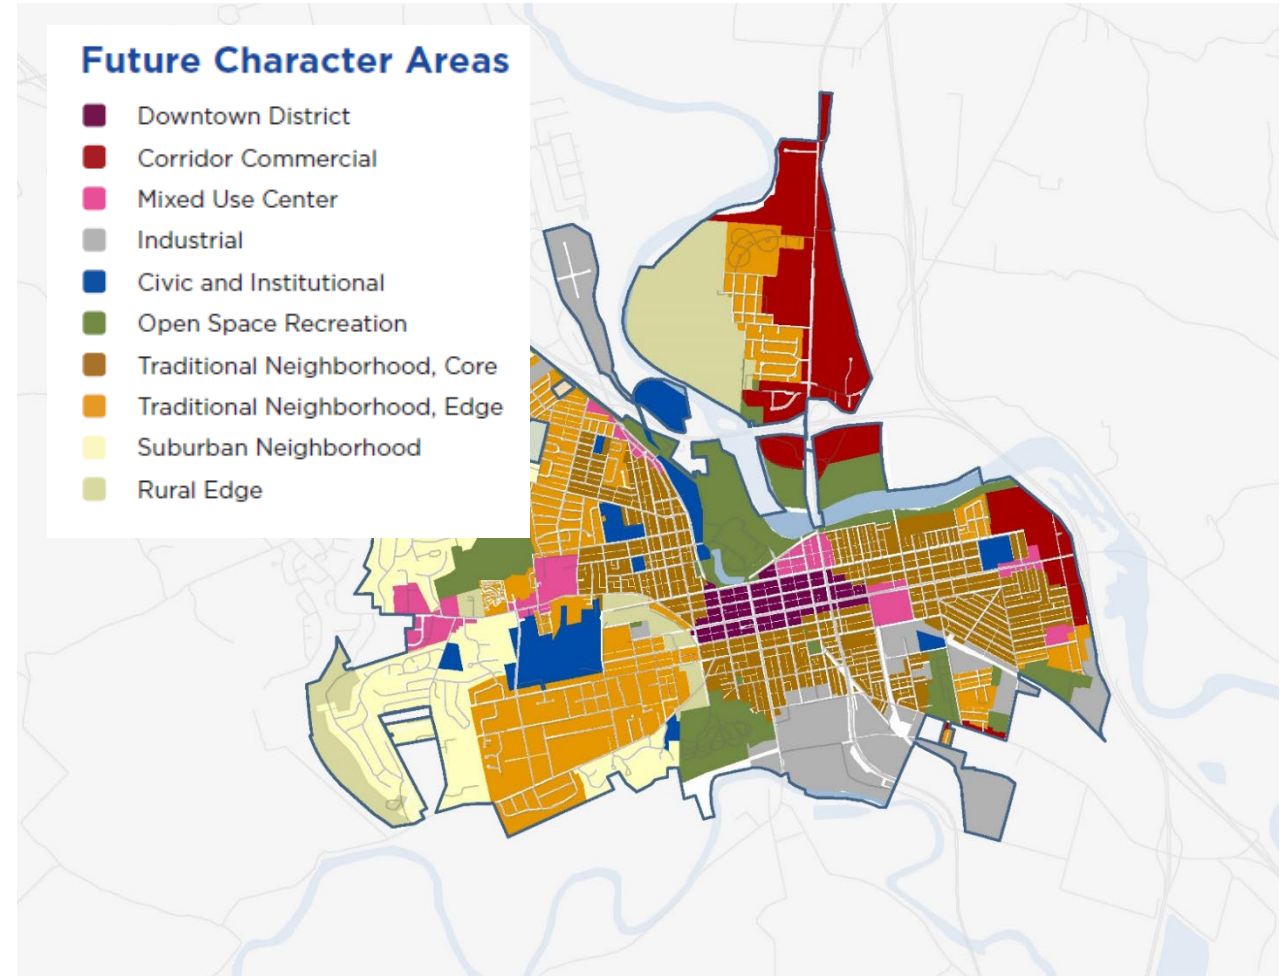 Future Character Areas
Downtown District
Corridor Commercial
Mixed Use Center
Industrial
Civic and Institutional
Open Space Recreation
Traditional Neighborhood, Core
Traditional Neighborhood, Edge
Suburban Neighborhood
Rural Edge